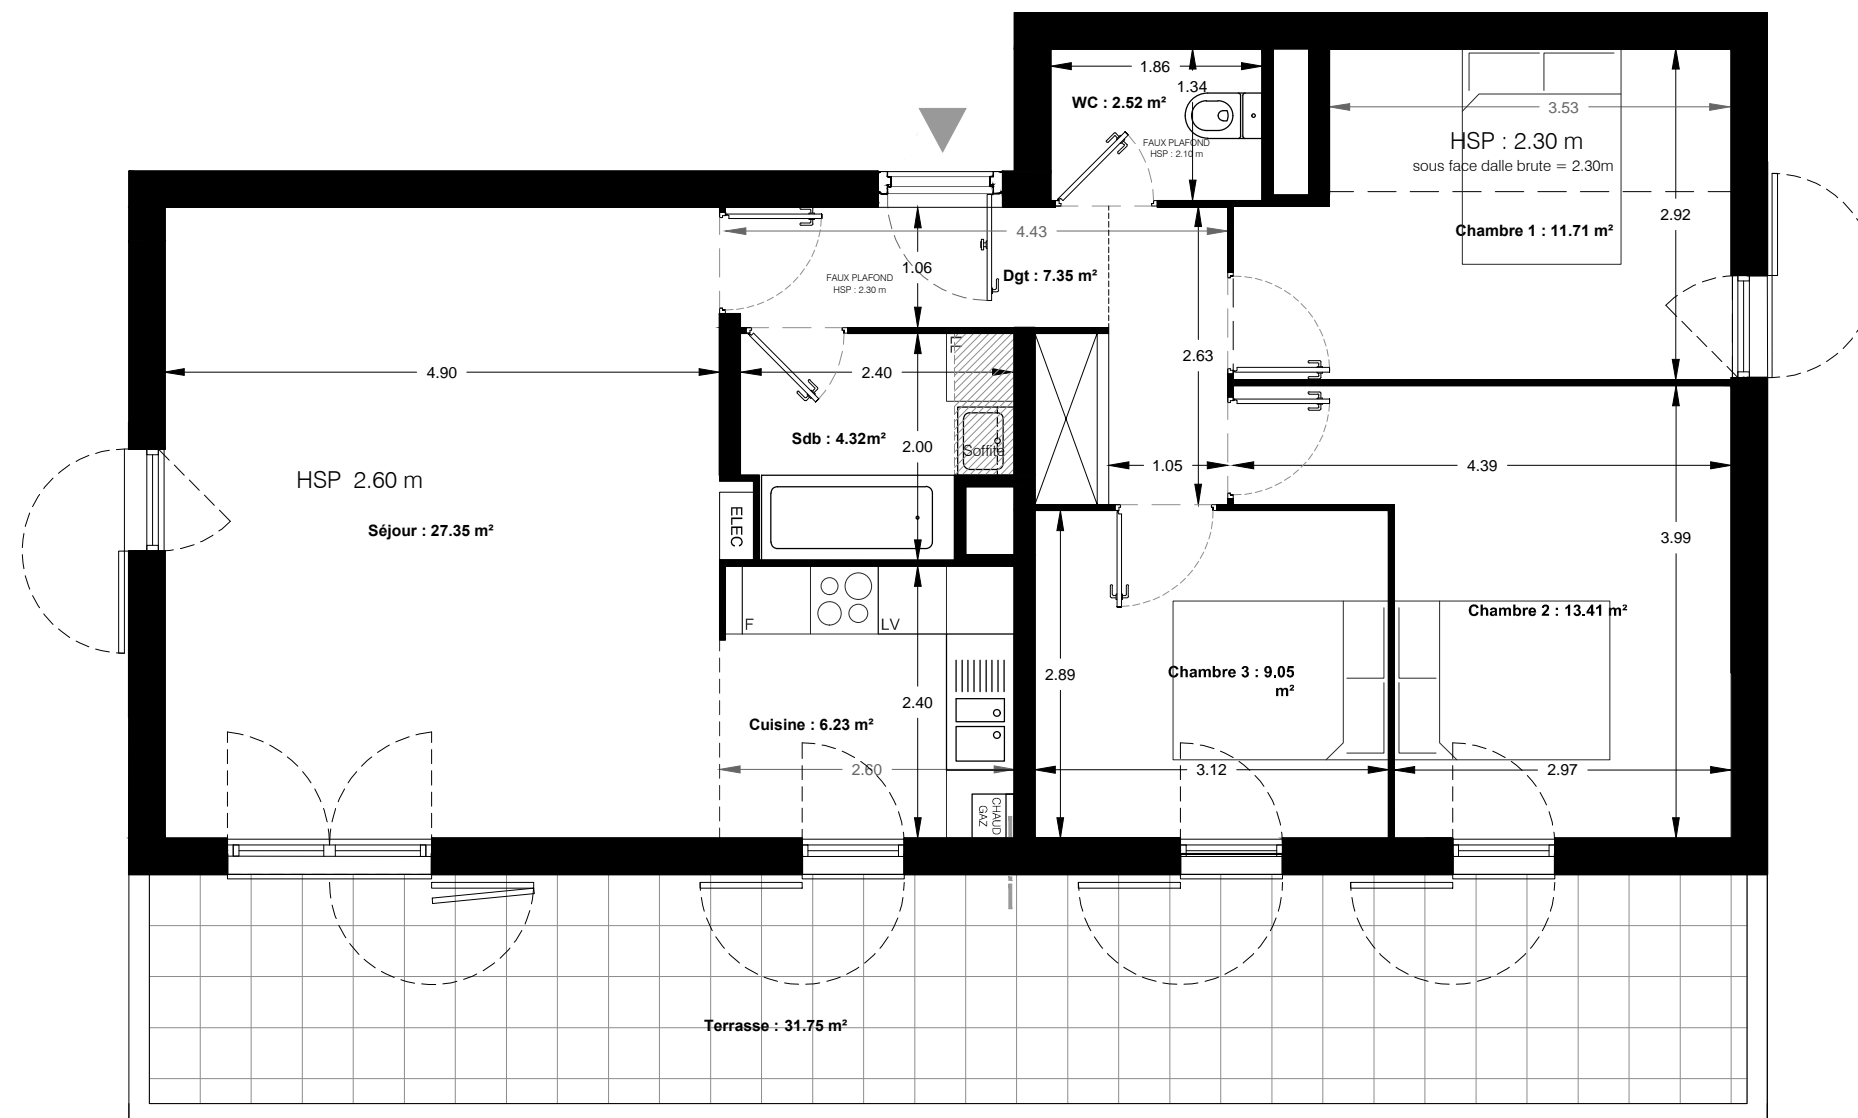 1.86
1.34
WC : 2.52 m²
FAUX PLAFOND
HSP : 2.10 m
3.53
HSP : 2.30 m
sous face dalle brute = 2.30m
2.92
Chambre 1 : 11.71 m²
4.43
1.06
FAUX PLAFOND
HSP : 2.30 m
Dgt : 7.35 m²
2.63
4.90
2.40
Sdb : 4.32m²
2.00
Soffite
1.05
4.39
HSP 2.60 m
Séjour : 27.35 m²
ELEC
3.99
F
LV
Chambre 2 : 13.41 m²
2.89
Chambre 3 : 9.05
m²
2.40
Cuisine : 6.23 m²
2.60
3.12
2.97
CHAUD
GAZ
Terrasse : 31.75 m²